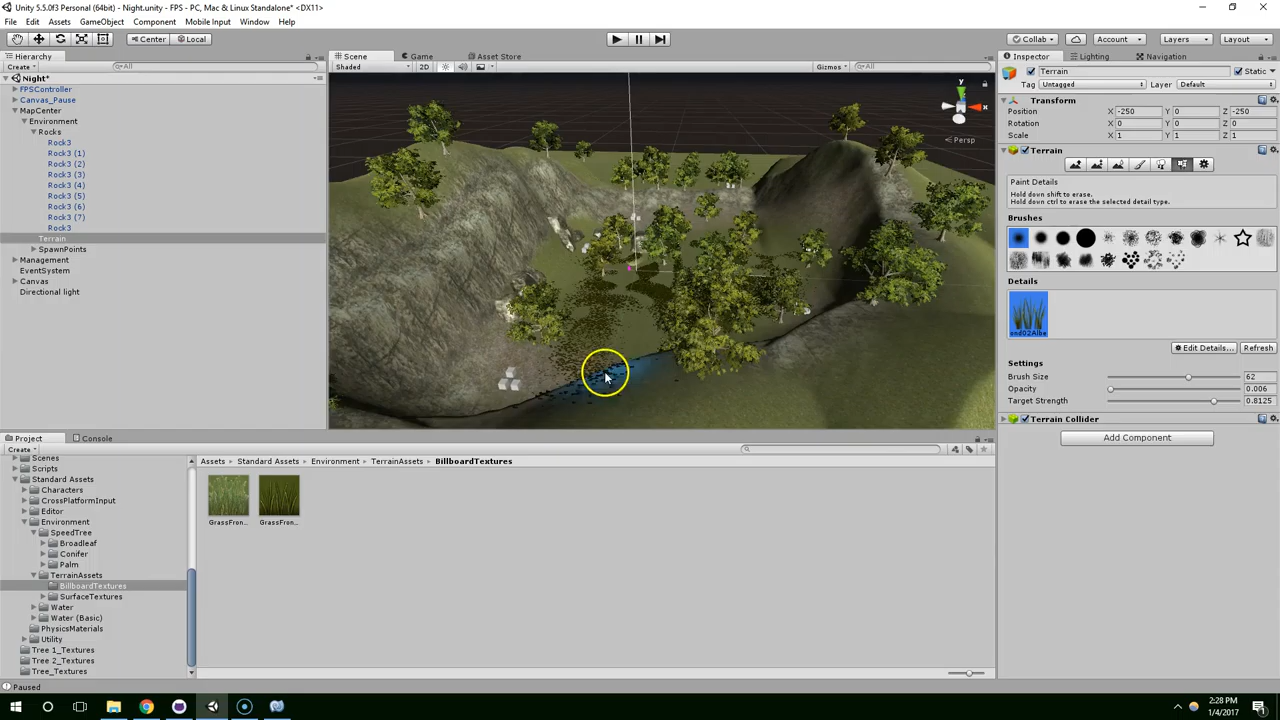 Unity 5.5.0f3 Personal (64bit) - Night.unity - FPS - PC, Mac & Linux Standalone* <DX11>
File Edit Assets GameObject Component Mobile Input Window Help
Center Local Collab Account Layers Layout
Hierarchy Scene Game Asset Store Inspector Lighting Navigation
Create All Shaded 2D Gizmos All
Terrain Static
Tag Untagged Layer Default
Night*
FPSController
Canvas_Pause
MapCenter
Environment
Rocks
Rock3
Rock3 (1)
Rock3 (2)
Rock3 (3)
Rock3 (4)
Rock3 (5)
Rock3 (6)
Rock3 (7)
Rock3
Terrain
SpawnPoints
Management
EventSystem
Canvas
Directional light
y
x
Persp
Transform
Position X -250 Y 0 Z -250
Rotation X 0 Y 0 Z 0
Scale X 1 Y 1 Z 1
Terrain
Paint Details
Hold down shift to erase.
Hold down ctrl to erase the selected detail type.
Brushes
Details
Edit Details... Refresh
Settings
Brush Size 62
Opacity 0.006
Target Strength 0.8125
Terrain Collider
Add Component
Project Console
Create
Scenes
Scripts
Standard Assets
Characters
CrossPlatformInput
Editor
Environment
SpeedTree
Broadleaf
Conifer
Palm
TerrainAssets
BillboardTextures
SurfaceTextures
Water
Water (Basic)
PhysicsMaterials
Utility
Tree 1_Textures
Tree 2_Textures
Tree_Textures
Assets Standard Assets Environment TerrainAssets BillboardTextures
GrassFron... GrassFron...
Paused
2:28 PM
1/4/2017